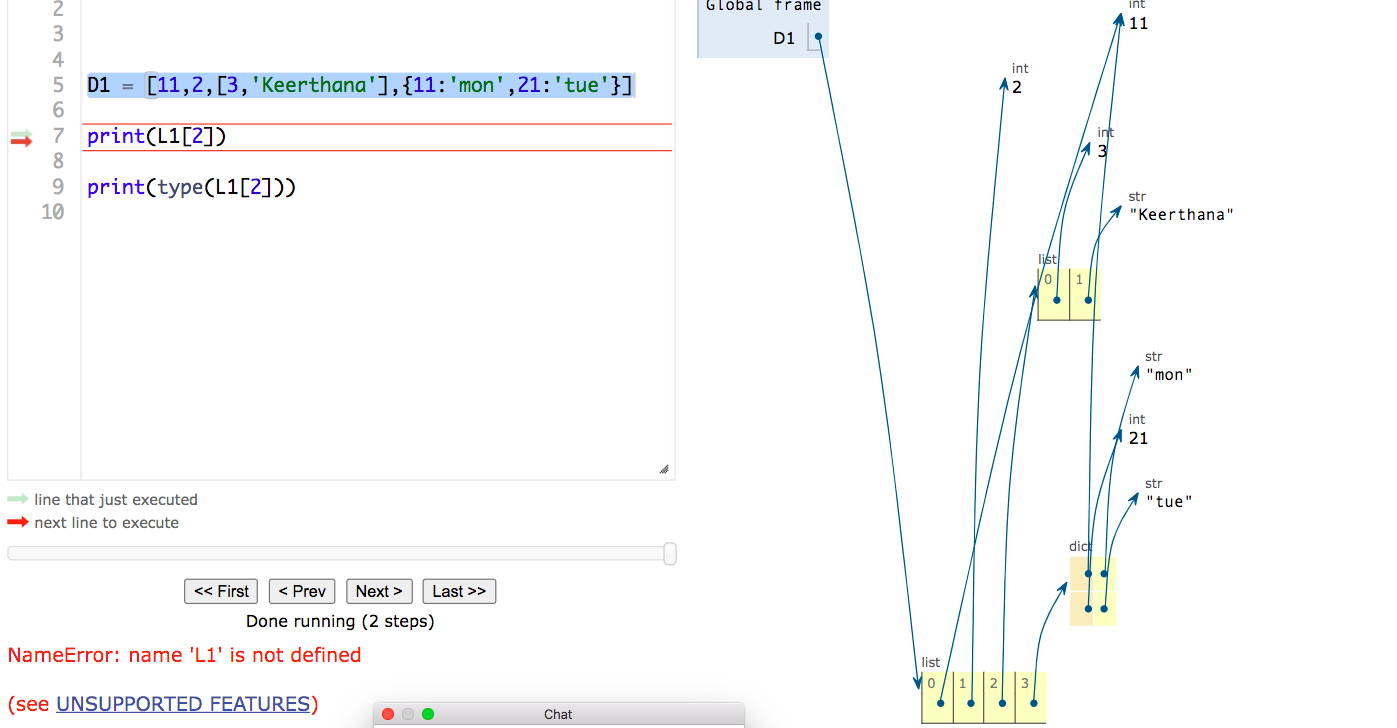 2
3
4
5 D1 = [11,2,[3,'Keerthana'],{11:'mon',21:'tue'}]
6
7 print(L1[2])
8
9 print(type(L1[2]))
10
line that just executed
next line to execute
<< First < Prev Next > Last >>
Done running (2 steps)
NameError: name 'L1' is not defined
(see UNSUPPORTED FEATURES)
Chat
Global frame
D1
int
11
int
2
int
3
str
"Keerthana"
list
0 1
str
"mon"
int
21
str
"tue"
dict
list
0 1 2 3